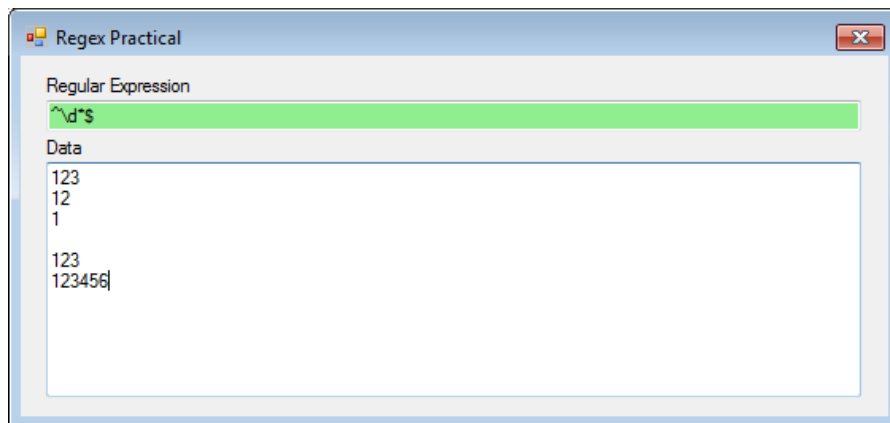 Regex Practical
Regular Expression
^\d*$
Data
123
12
1
123
123456